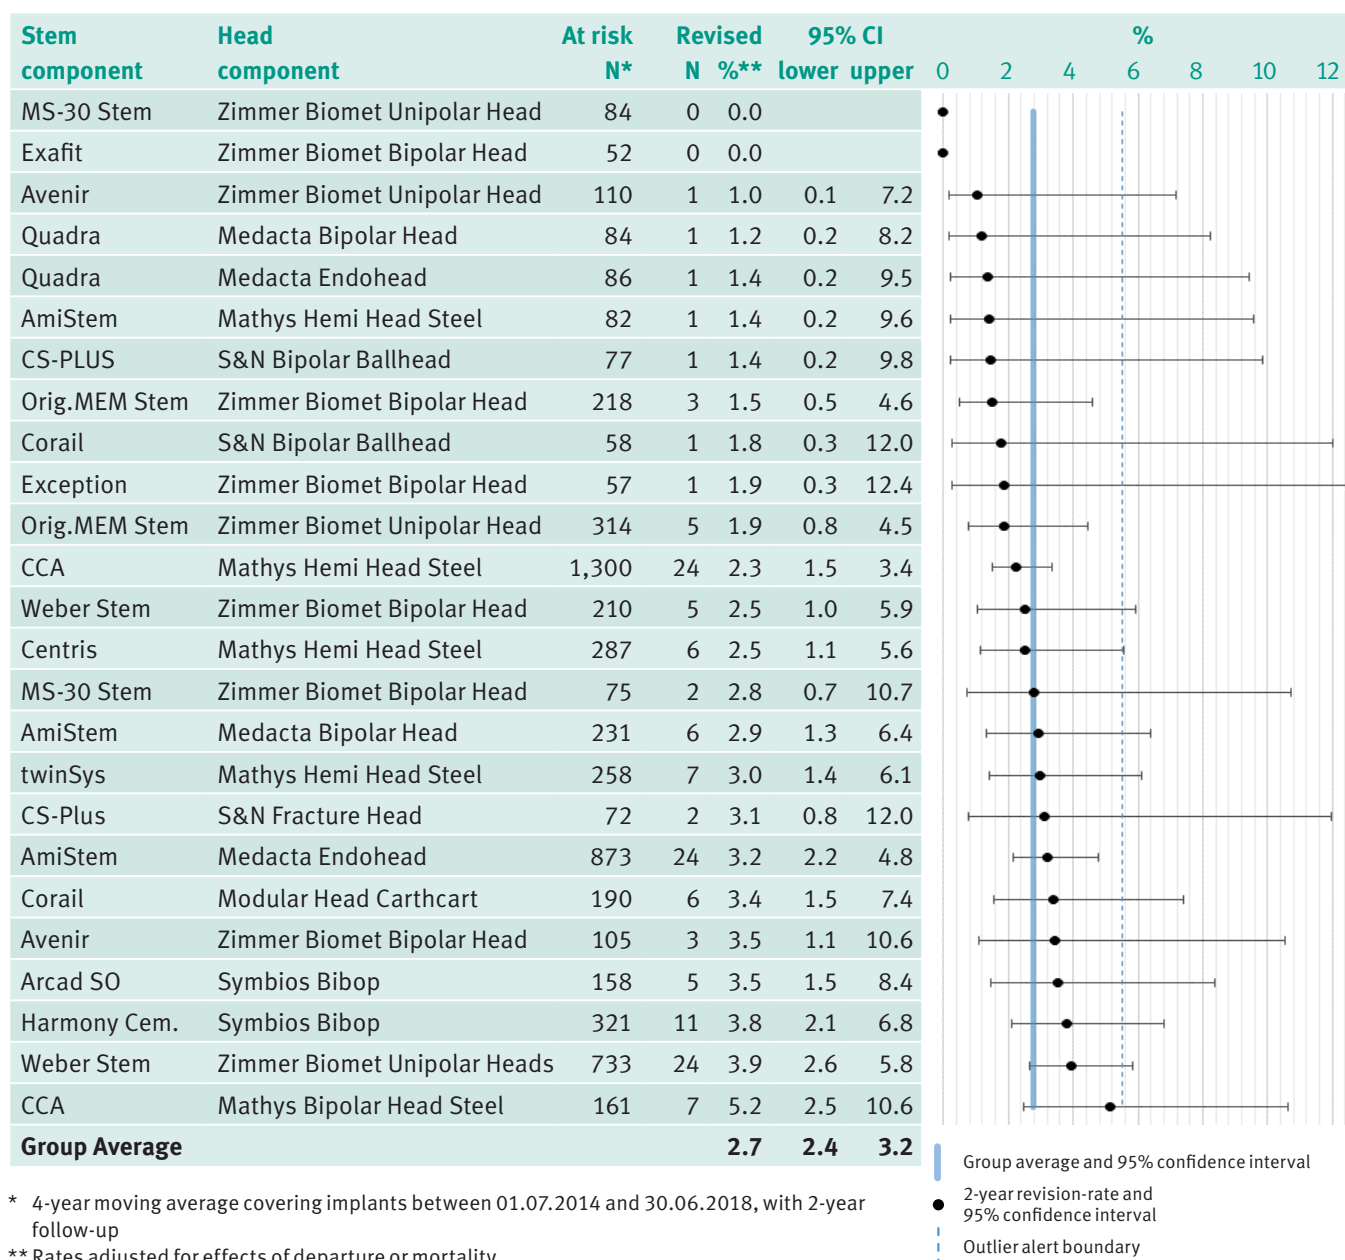 Stem Head At risk Revised 95% CI %
component component N* N %** lower upper 0 2 4 6 8 10 12
MS-30 Stem Zimmer Biomet Unipolar Head 84 0 0.0
Exafit Zimmer Biomet Bipolar Head 52 0 0.0
Avenir Zimmer Biomet Unipolar Head 110 1 1.0 0.1 7.2
Quadra Medacta Bipolar Head 84 1 1.2 0.2 8.2
Quadra Medacta Endohead 86 1 1.4 0.2 9.5
AmiStem Mathys Hemi Head Steel 82 1 1.4 0.2 9.6
CS-PLUS S&N Bipolar Ballhead 77 1 1.4 0.2 9.8
Orig.MEM Stem Zimmer Biomet Bipolar Head 218 3 1.5 0.5 4.6
Corail S&N Bipolar Ballhead 58 1 1.8 0.3 12.0
Exception Zimmer Biomet Bipolar Head 57 1 1.9 0.3 12.4
Orig.MEM Stem Zimmer Biomet Unipolar Head 314 5 1.9 0.8 4.5
CCA Mathys Hemi Head Steel 1,300 24 2.3 1.5 3.4
Weber Stem Zimmer Biomet Bipolar Head 210 5 2.5 1.0 5.9
Centris Mathys Hemi Head Steel 287 6 2.5 1.1 5.6
MS-30 Stem Zimmer Biomet Bipolar Head 75 2 2.8 0.7 10.7
AmiStem Medacta Bipolar Head 231 6 2.9 1.3 6.4
twinSys Mathys Hemi Head Steel 258 7 3.0 1.4 6.1
CS-Plus S&N Fracture Head 72 2 3.1 0.8 12.0
AmiStem Medacta Endohead 873 24 3.2 2.2 4.8
Corail Modular Head Carthcart 190 6 3.4 1.5 7.4
Avenir Zimmer Biomet Bipolar Head 105 3 3.5 1.1 10.6
Arcad SO Symbios Bibop 158 5 3.5 1.5 8.4
Harmony Cem. Symbios Bibop 321 11 3.8 2.1 6.8
Weber Stem Zimmer Biomet Unipolar Heads 733 24 3.9 2.6 5.8
CCA Mathys Bipolar Head Steel 161 7 5.2 2.5 10.6
Group Average 2.7 2.4 3.2
Group average and 95% confidence interval
2-year revision-rate and
95% confidence interval
Outlier alert boundary
* 4-year moving average covering implants between 01.07.2014 and 30.06.2018, with 2-year
follow-up
** Rates adjusted for effects of departure or mortality